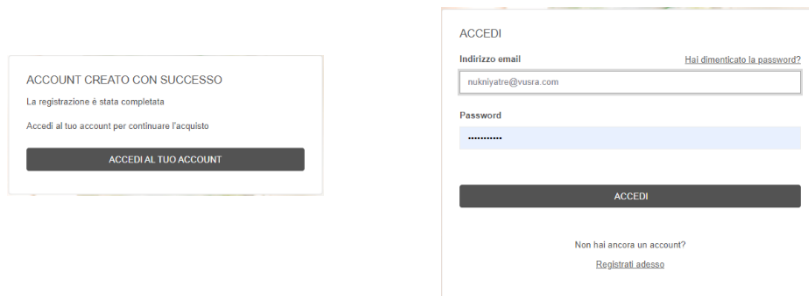 ACCOUNT CREATO CON SUCCESSO
La registrazione è stata completata
Accedi al tuo account per continuare l'acquisto
ACCEDI AL TUO ACCOUNT
ACCEDI
Indirizzo email Hai dimenticato la password?
nukniyatre@vusra.com
Password
•••••••••••
ACCEDI
Non hai ancora un account?
Registrati adesso